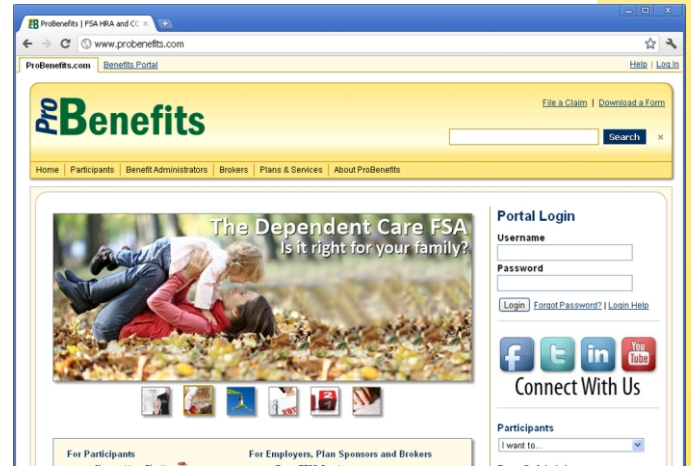 ProBenefits | FSA HRA and CC
www.probenefits.com
ProBenefits.com Benefits Portal Help | Log In
ProBenefits
File a Claim | Download a Form
Search ×
Home Participants Benefit Administrators Brokers Plans & Services About ProBenefits
The Dependent Care FSA
Is it right for your family?
Portal Login
Username
Password
Login Forgot Password? | Login Help
f t in You Tube
Connect With Us
Participants
I want to...
For Participants
For Employers, Plan Sponsors and Brokers